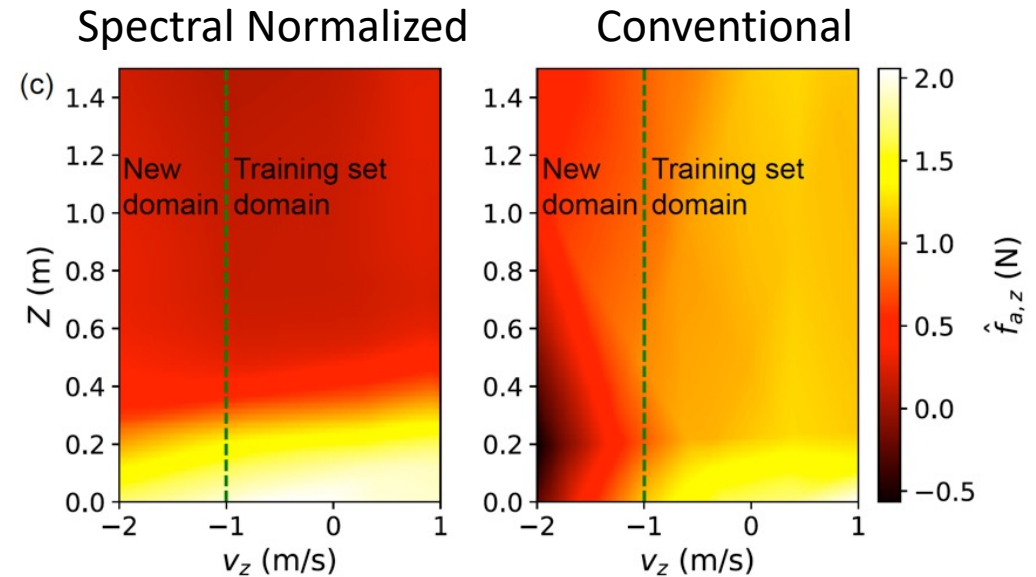 Spectral Normalized
Conventional
(c)
1.4
1.2
1.0
0.8
0.6
0.4
0.2
0.0
Z (m)
New
domain
Training set
domain
−2
−1
0
1
v_z (m/s)
1.4
1.2
1.0
0.8
0.6
0.4
0.2
0.0
New
domain
Training set
domain
−2
−1
0
1
v_z (m/s)
2.0
1.5
1.0
0.5
0.0
−0.5
f̂_{a,z} (N)